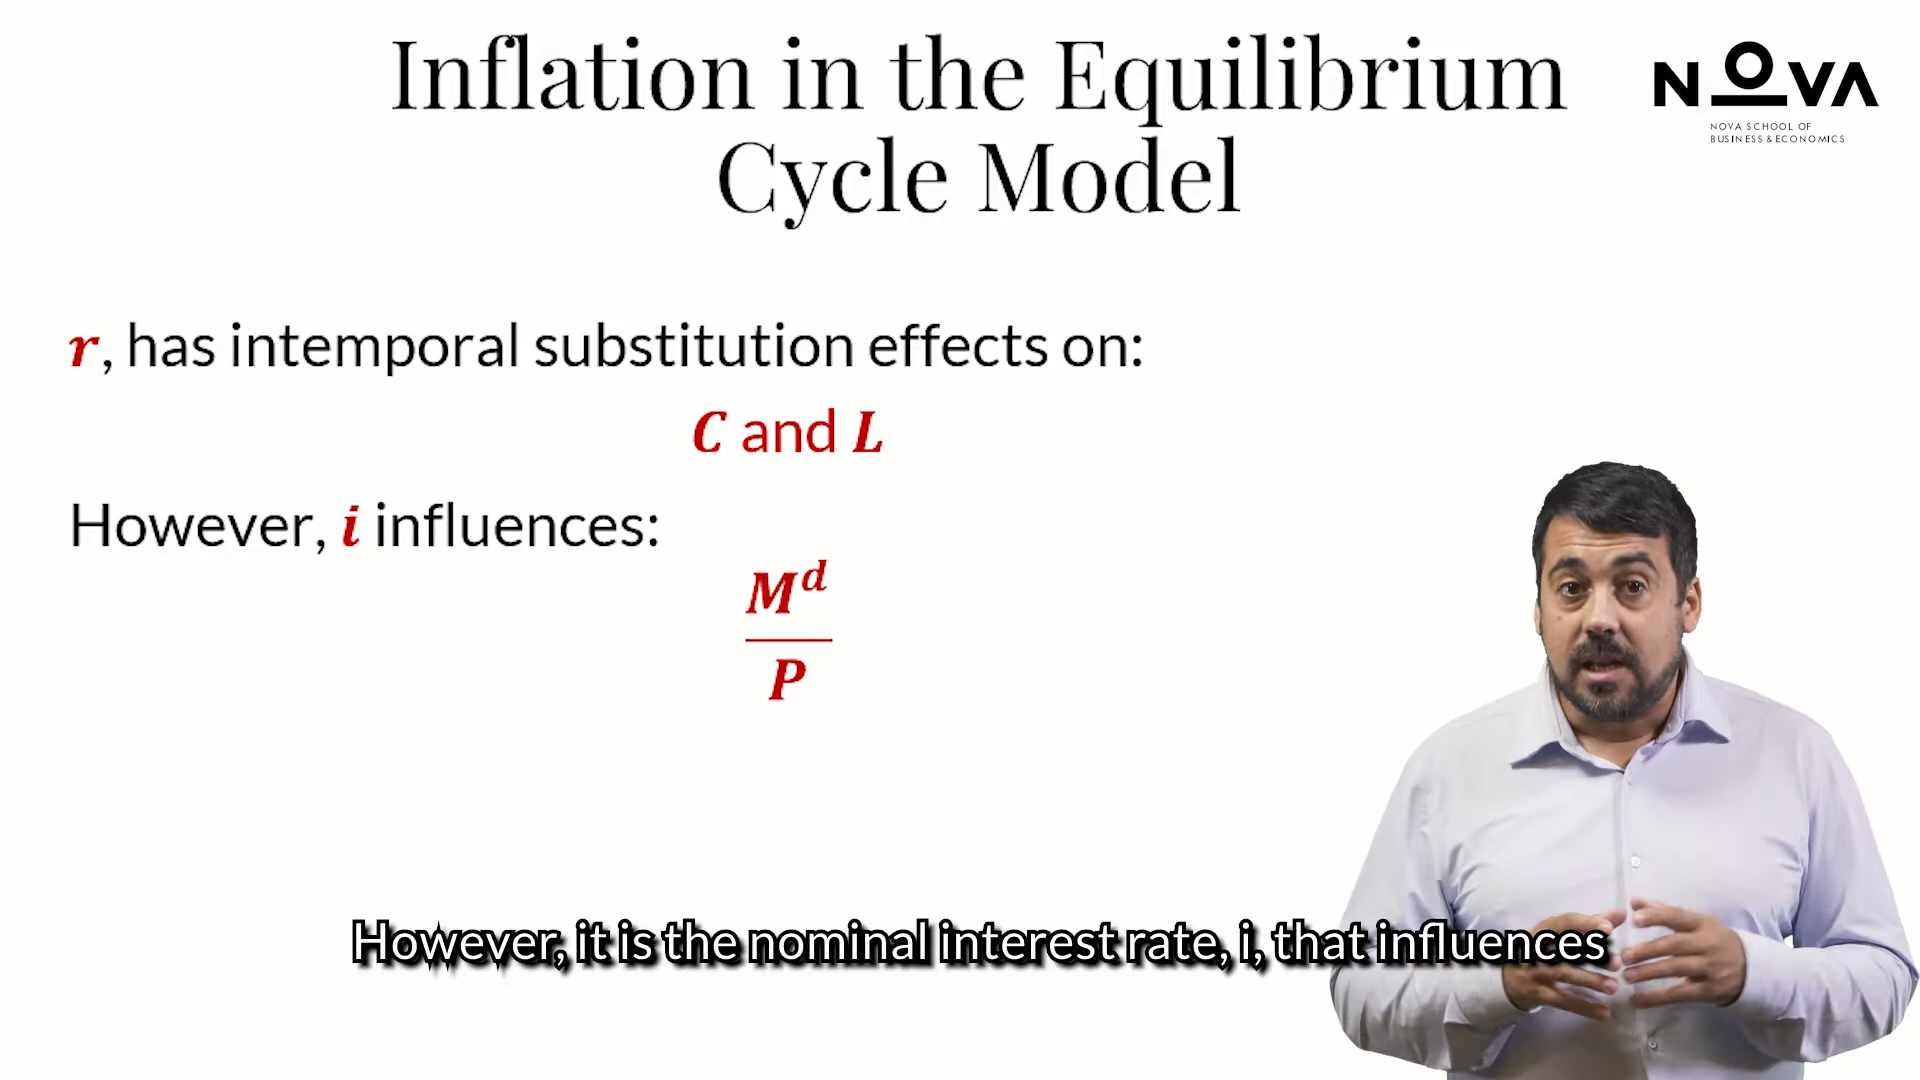 Inflation in the Equilibrium
Cycle Model
NOVA
NOVA SCHOOL OF
BUSINESS & ECONOMICS
r, has intemporal substitution effects on:
C and L
However, i influences:
M^d
P
However, it is the nominal interest rate, i, that influences